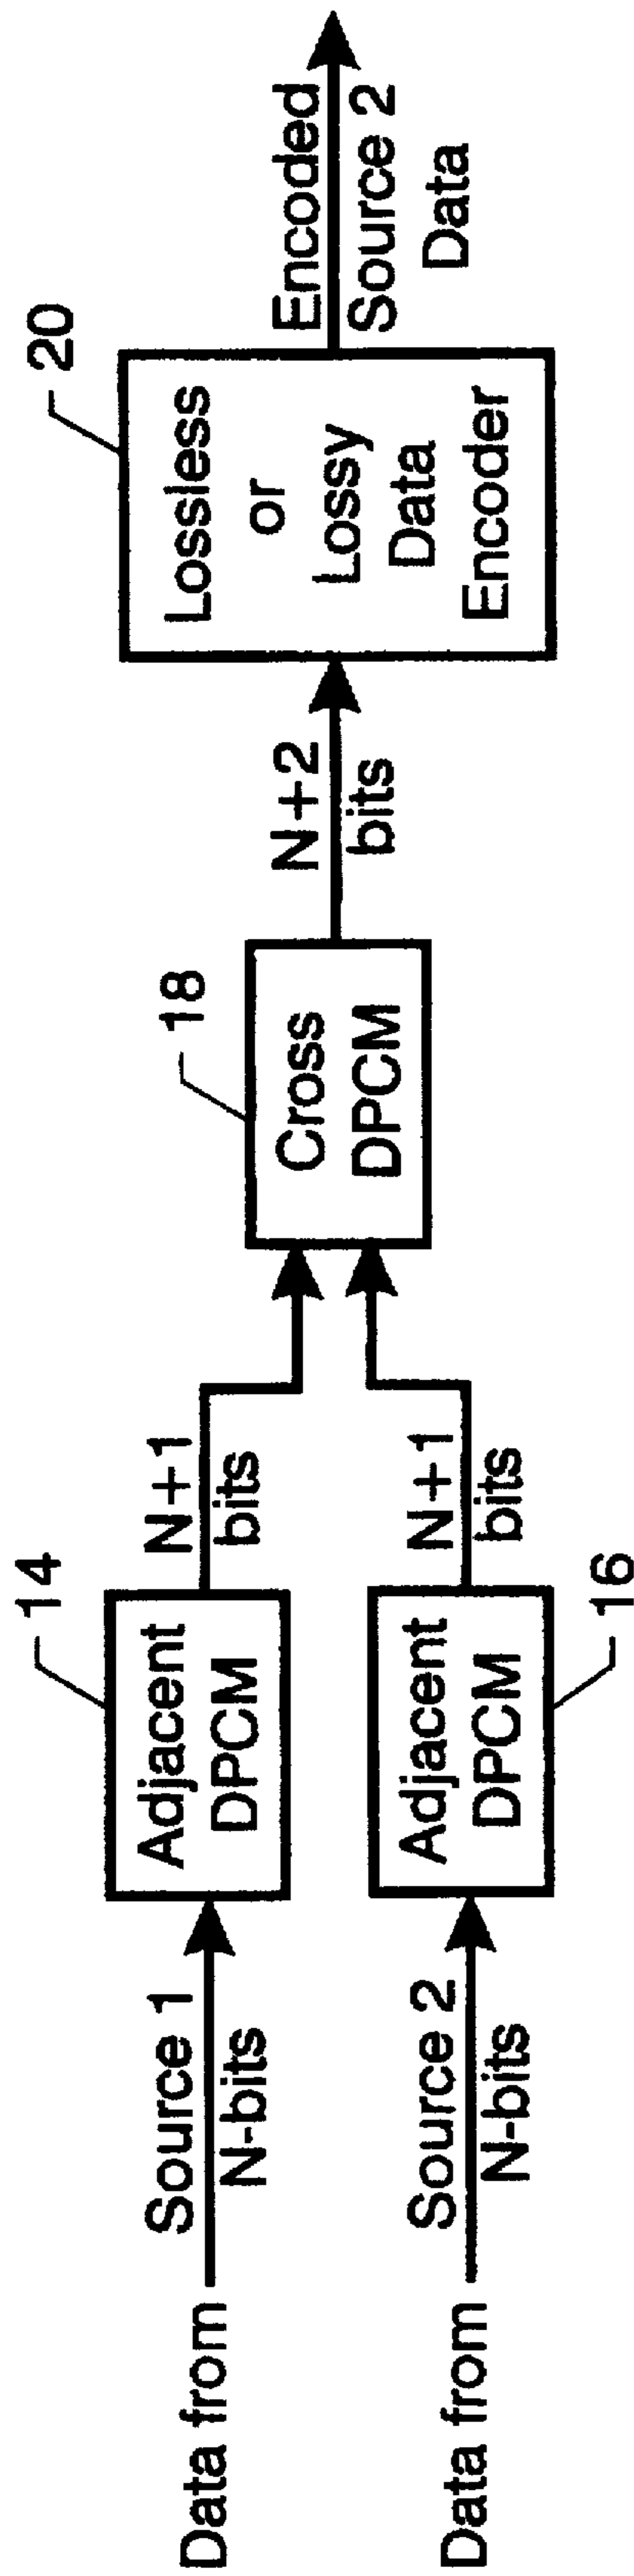 Data from
Source 1
N-bits
14
Adjacent
DPCM
N+1
bits
Data from
Source 2
N-bits
16
Adjacent
DPCM
N+1
bits
18
Cross
DPCM
N+2
bits
20
Lossless
or
Lossy
Data
Encoder
Encoded
Source 2
Data